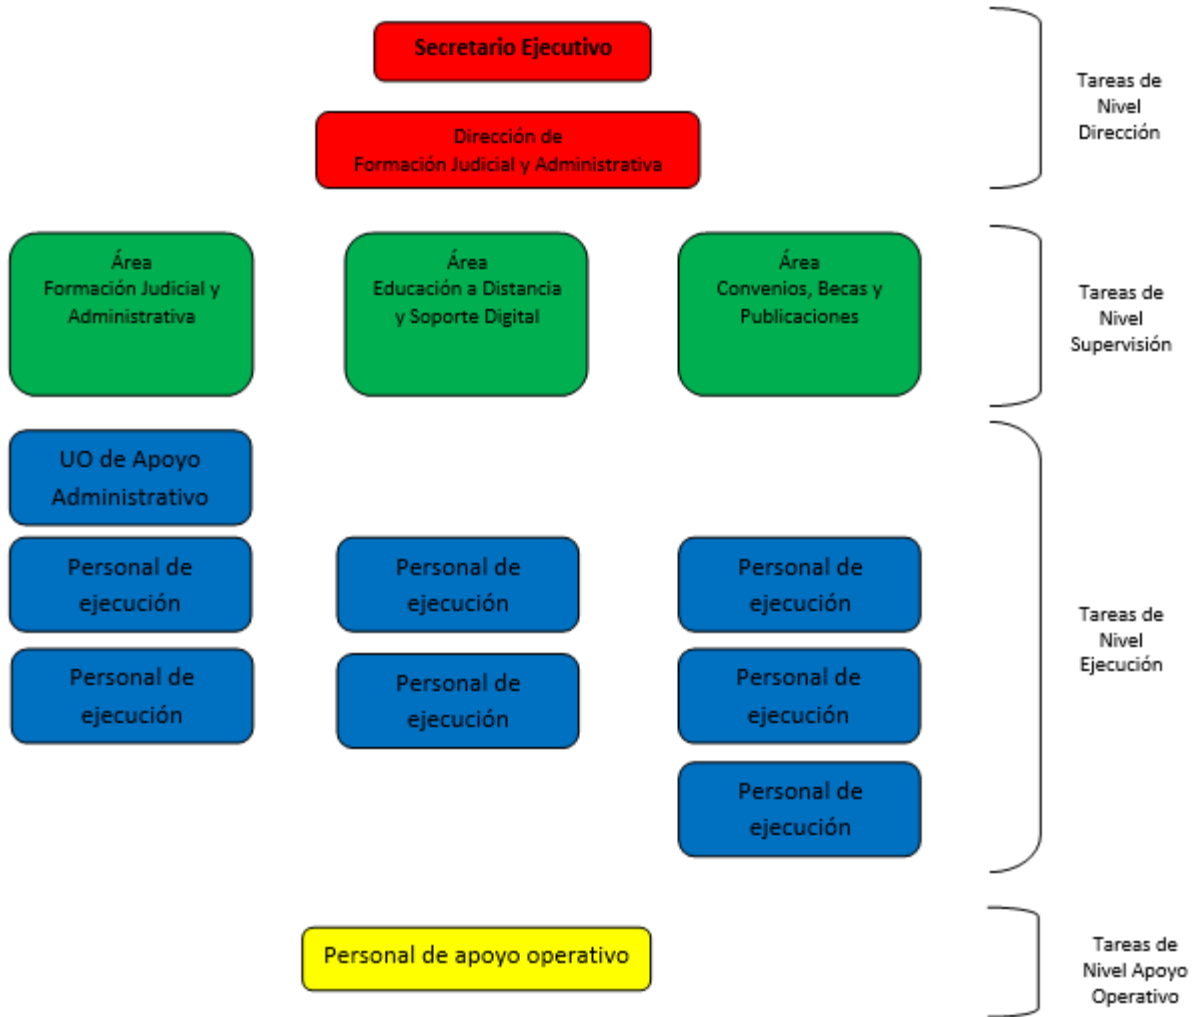 Secretario Ejecutivo
Dirección de
Formación Judicial y Administrativa
Tareas de
Nivel
Dirección
Área
Formación Judicial y
Administrativa
Área
Educación a Distancia
y Soporte Digital
Área
Convenios, Becas y
Publicaciones
Tareas de
Nivel
Supervisión
UO de Apoyo
Administrativo
Personal de
ejecución
Personal de
ejecución
Personal de
ejecución
Personal de
ejecución
Personal de
ejecución
Personal de
ejecución
Personal de
ejecución
Tareas de
Nivel
Ejecución
Personal de apoyo operativo
Tareas de
Nivel Apoyo
Operativo